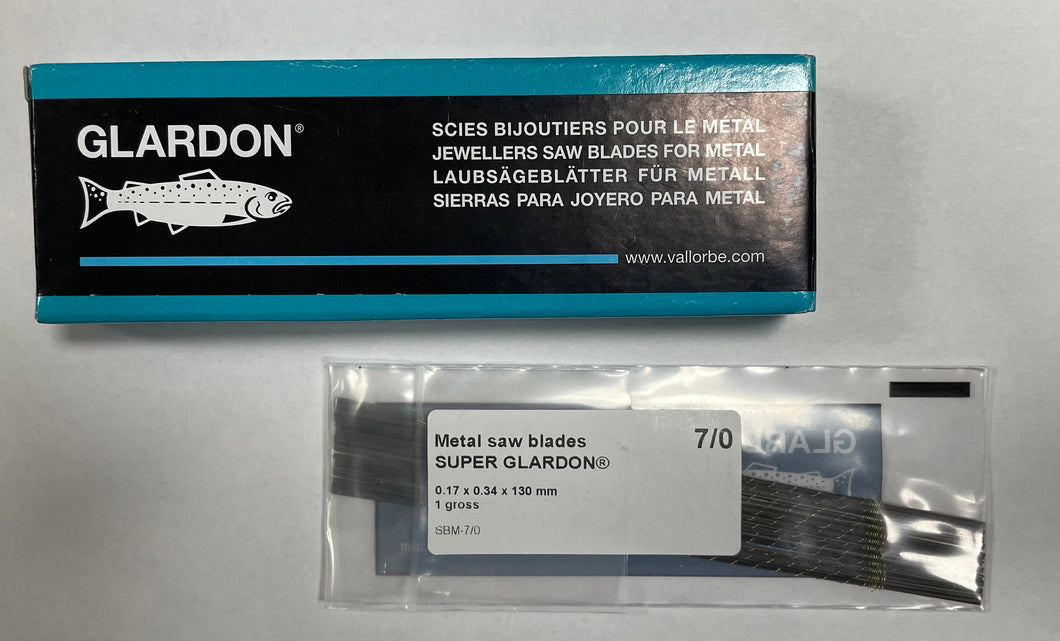 GLARDON®
SCIES BIJOUTIERS POUR LE MÉTAL
JEWELLERS SAW BLADES FOR METAL
LAUBSÄGEBLÄTTER FÜR METALL
SIERRAS PARA JOYERO PARA METAL
www.vallorbe.com
Metal saw blades 7/0
SUPER GLARDON®
0.17 x 0.34 x 130 mm
1 gross
SBM-7/0